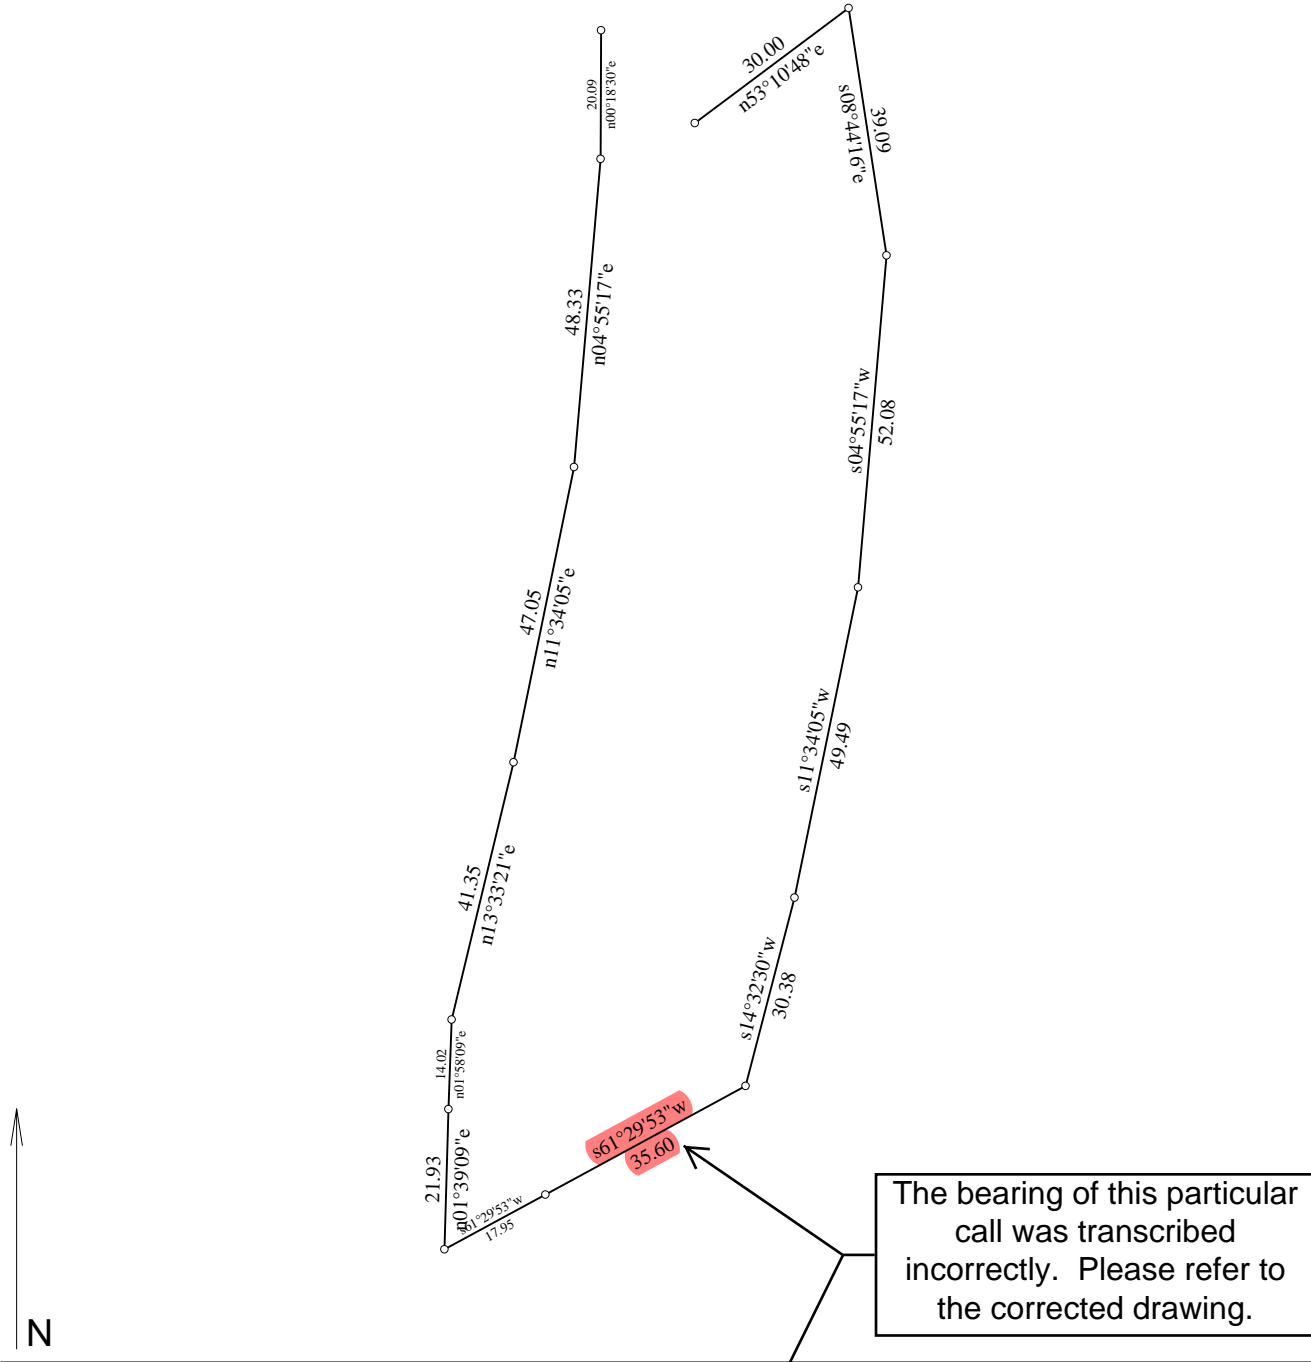 30.00
n53°10'48"e
39.09
s08°44'16"e
20.09
n00°18'30"e
48.33
n04°55'17"e
s04°55'17"w
52.08
47.05
n11°34'05"e
s11°34'05"w
49.49
41.35
n13°33'21"e
s14°32'30"w
30.38
14.02
n01°58'09"e
s61°29'53"w
35.60
21.93
n01°39'09"e
s61°29'53"w
17.95
The bearing of this particular
call was transcribed
incorrectly.  Please refer to
the corrected drawing.
N